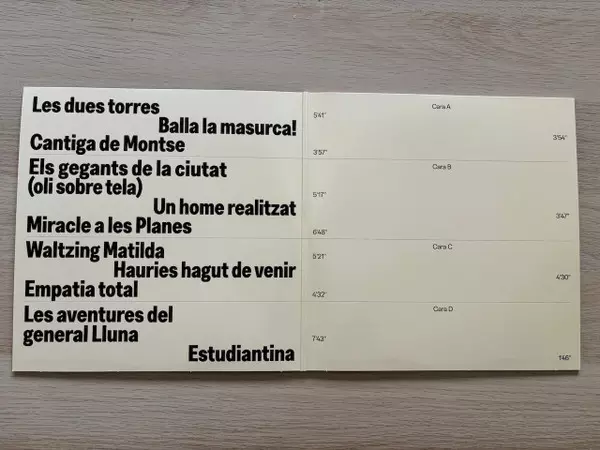 Les dues torres
Balla la masurca!
Cantiga de Montse
Els gegants de la ciutat
(oli sobre tela)
Un home realitzat
Miracle a les Planes
Waltzing Matilda
Hauries hagut de venir
Empatia total
Les aventures del
general Lluna
Estudiantina
Cara A
5'41"
3'54"
3'57"
Cara B
5'17"
3'47"
6'48"
Cara C
5'21"
4'30"
4'32"
Cara D
7'43"
1'46"